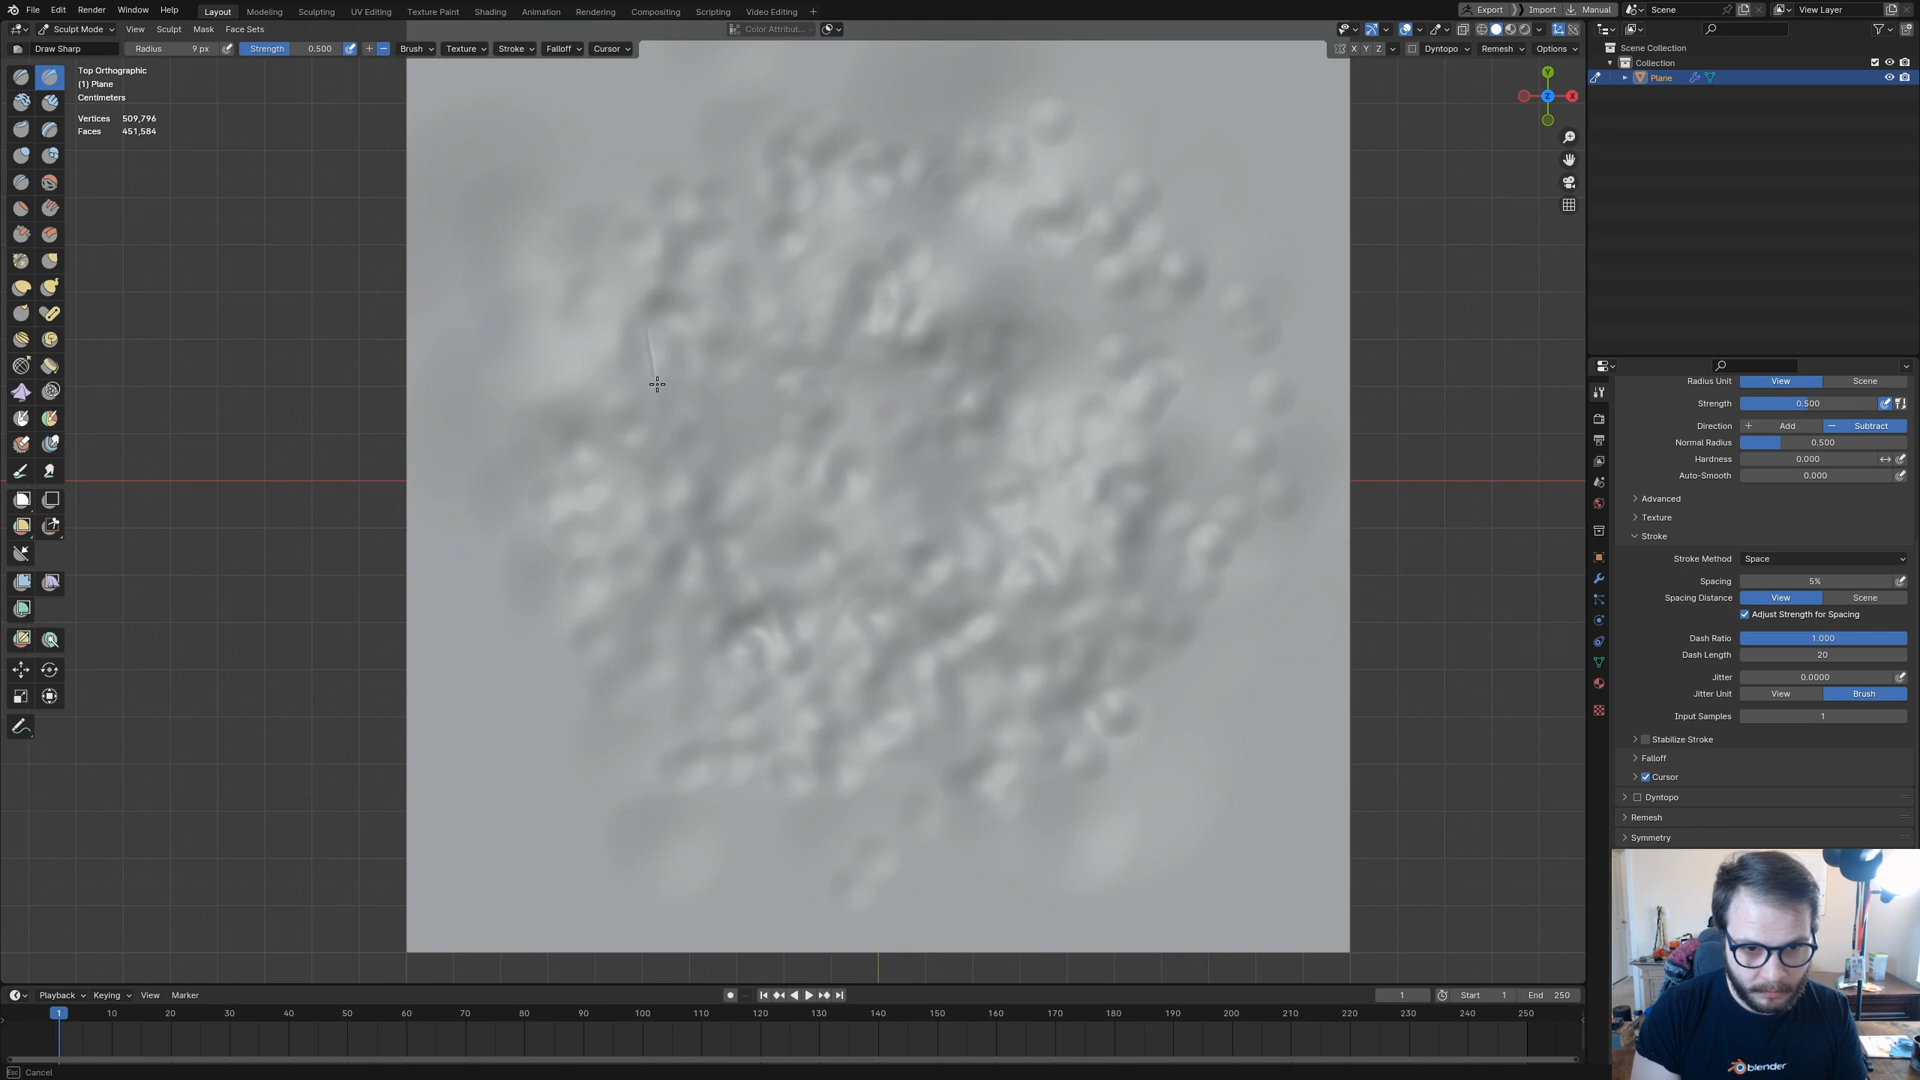 File Edit Render Window Help Layout Modeling Sculpting UV Editing Texture Paint Shading Animation Rendering Compositing Scripting Video Editing + Export Import Manual Scene View Layer
Sculpt Mode View Sculpt Mask Face Sets Color Attribut...
Draw Sharp Radius 9 px Strength 0.500 Brush Texture Stroke Falloff Cursor X Y Z Dyntopo Remesh Options
Top Orthographic
(1) Plane
Centimeters
Vertices 509,796
Faces 451,584
Y
Z
X
Scene Collection
Collection
Plane
Radius Unit View Scene
Strength 0.500
Direction + Add − Subtract
Normal Radius 0.500
Hardness 0.000
Auto-Smooth 0.000
Advanced
Texture
Stroke
Stroke Method Space
Spacing 5%
Spacing Distance View Scene
Adjust Strength for Spacing
Dash Ratio 1.000
Dash Length 20
Jitter 0.0000
Jitter Unit View Brush
Input Samples 1
Stabilize Stroke
Falloff
Cursor
Dyntopo
Remesh
Symmetry
blender
Playback Keying View Marker 1 Start 1 End 250
1 10 20 30 40 50 60 70 80 90 100 110 120 130 140 150 160 170 180 190 200 210 220 230 240 250
Esc Cancel